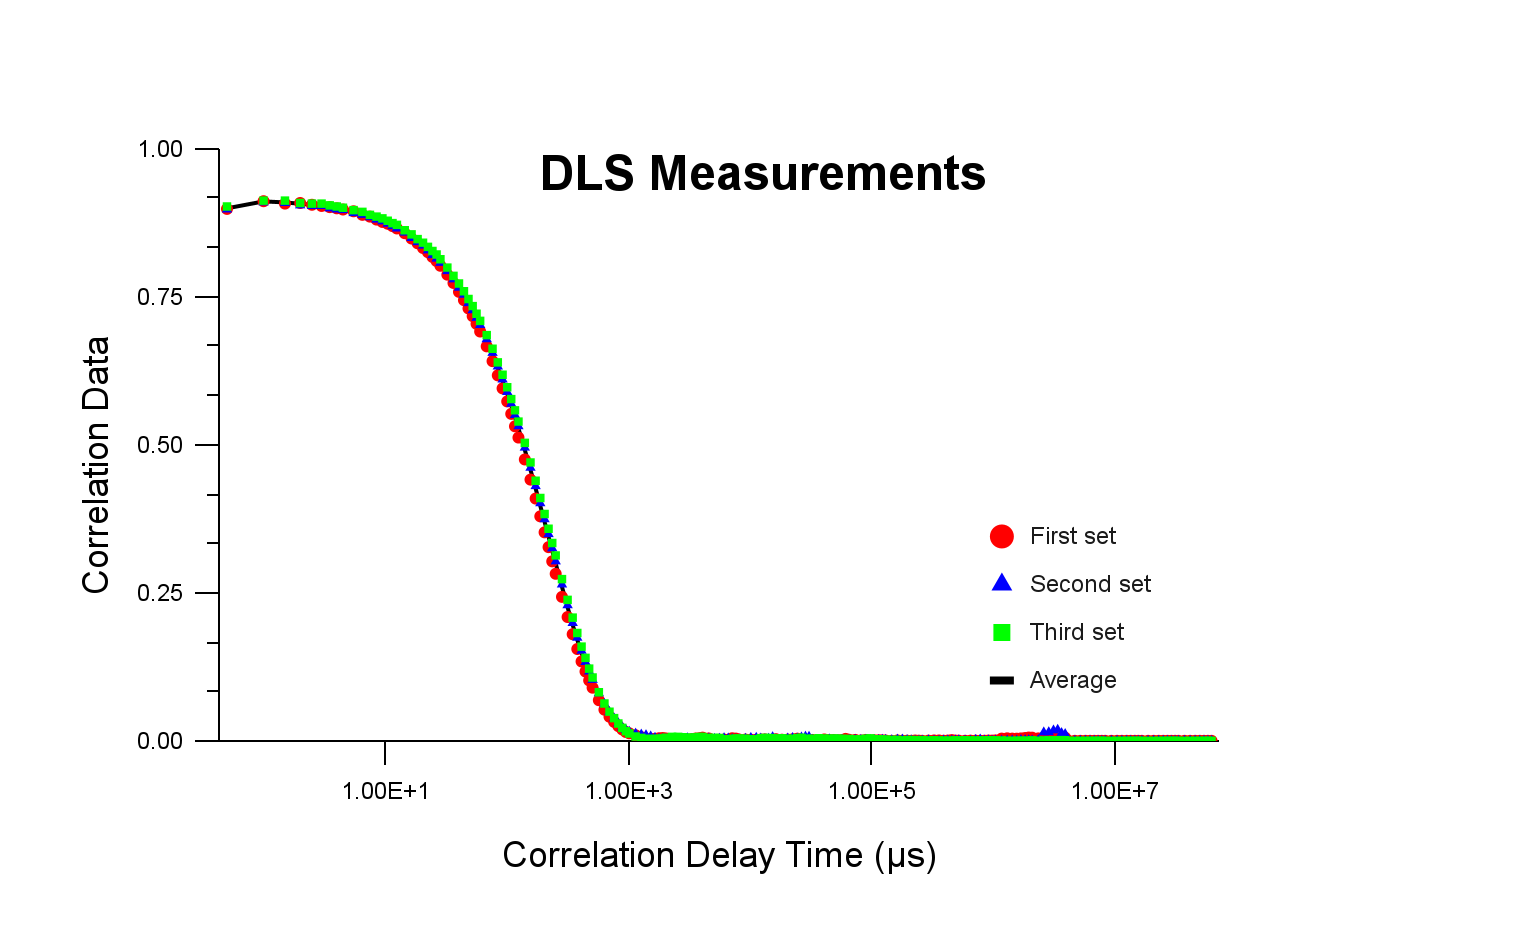 DLS Measurements
1.00
0.75
0.50
0.25
0.00
Correlation Data
1.00E+1
1.00E+3
1.00E+5
1.00E+7
Correlation Delay Time (µs)
First set
Second set
Third set
Average